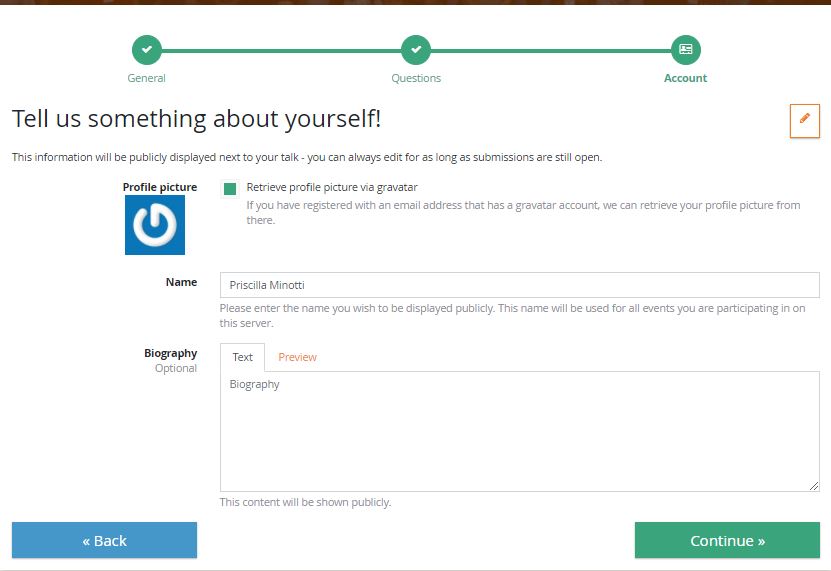 General
Questions
Account
Tell us something about yourself!
This information will be publicly displayed next to your talk - you can always edit for as long as submissions are still open.
Profile picture
Retrieve profile picture via gravatar
If you have registered with an email address that has a gravatar account, we can retrieve your profile picture from
there.
Name
Priscilla Minotti
Please enter the name you wish to be displayed publicly. This name will be used for all events you are participating in on
this server.
Biography
Optional
Text
Preview
Biography
This content will be shown publicly.
« Back
Continue »